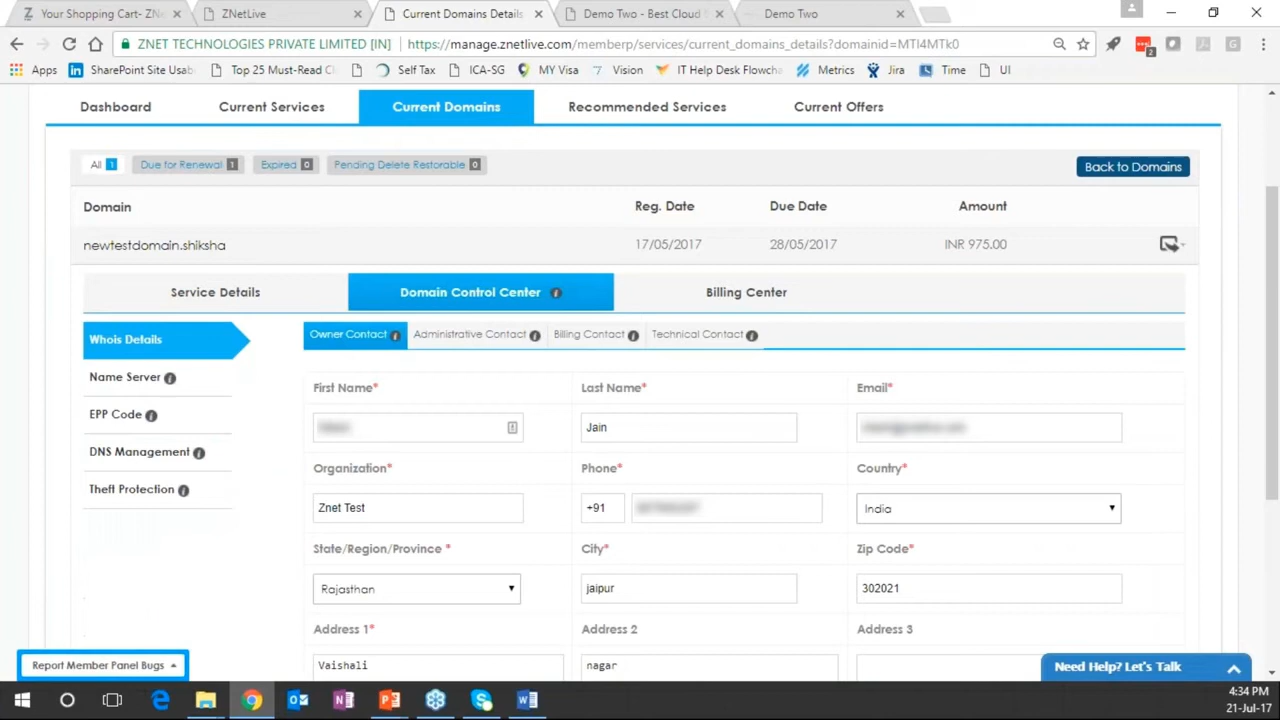 Your Shopping Cart- ZNe
ZNetLive
Current Domains Details
Demo Two - Best Cloud
Demo Two
ZNET TECHNOLOGIES PRIVATE LIMITED [IN]
https://manage.znetlive.com/memberp/services/current_domains_details?domainid=MTI4MTk0
2
Apps
SharePoint Site Usab
Top 25 Must-Read C
Self Tax
ICA-SG
MY Visa
Vision
IT Help Desk Flowcha
Metrics
Jira
Time
UI
Dashboard
Current Services
Current Domains
Recommended Services
Current Offers
All 1
Due for Renewal 1
Expired 0
Pending Delete Restorable 0
Back to Domains
Domain
Reg. Date
Due Date
Amount
newtestdomain.shiksha
17/05/2017
28/05/2017
INR 975.00
Service Details
Domain Control Center
Billing Center
Whois Details
Name Server
EPP Code
DNS Management
Theft Protection
Owner Contact
Administrative Contact
Billing Contact
Technical Contact
First Name*
Last Name*
Email*
Jain
Organization*
Phone*
Country*
Znet Test
+91
India
State/Region/Province *
City*
Zip Code*
Rajasthan
jaipur
302021
Address 1*
Address 2
Address 3
Vaishali
nagar
Report Member Panel Bugs
Need Help? Let's Talk
4:34 PM
21-Jul-17